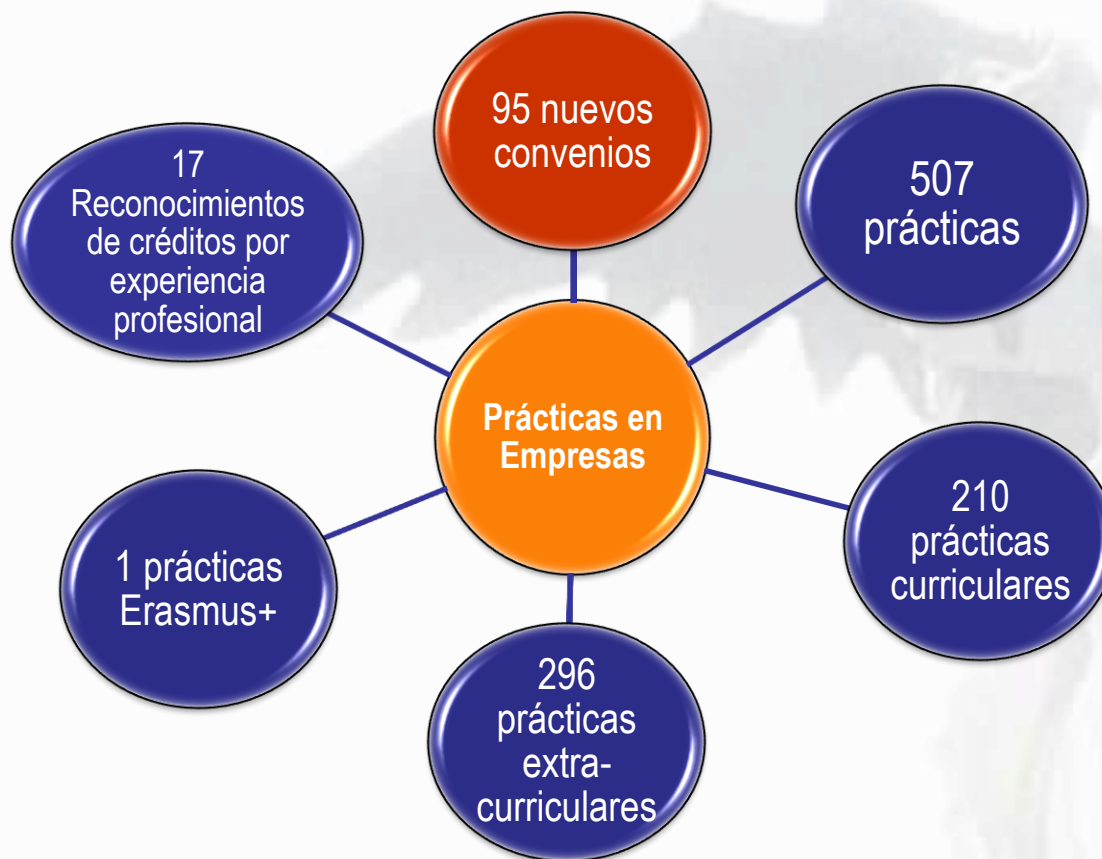 95 nuevos
convenios
507
prácticas
210
prácticas
curriculares
296
prácticas
extra-
curriculares
1 prácticas
Erasmus+
17
Reconocimientos
de créditos por
experiencia
profesional
Prácticas en
Empresas